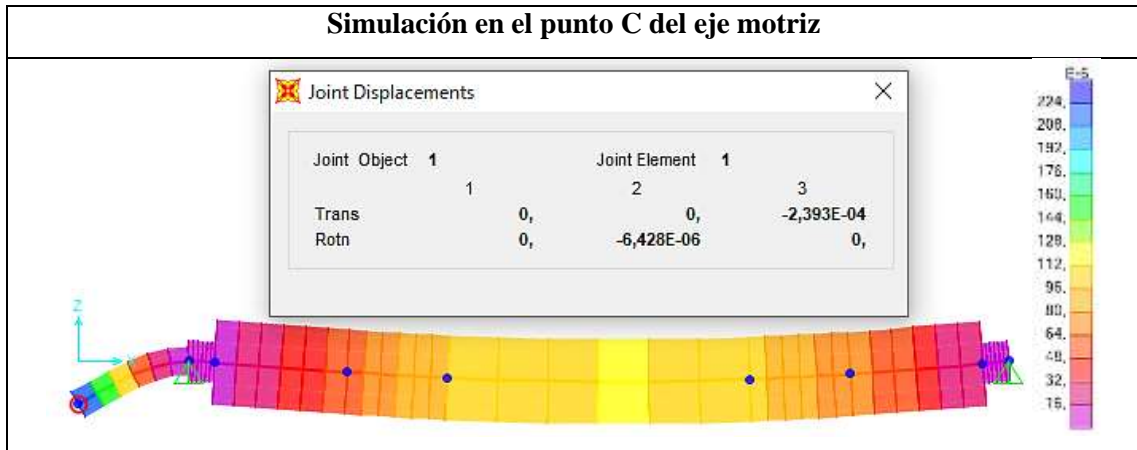 Simulación en el punto C del eje motriz
Joint Displacements
Joint Object 1 Joint Element 1
1 2 3
Trans 0, 0, -2,393E-04
Rotn 0, -6,428E-06 0,
E-5
224,
208,
192,
176,
160,
144,
128,
112,
96,
80,
64,
48,
32,
16,
Z